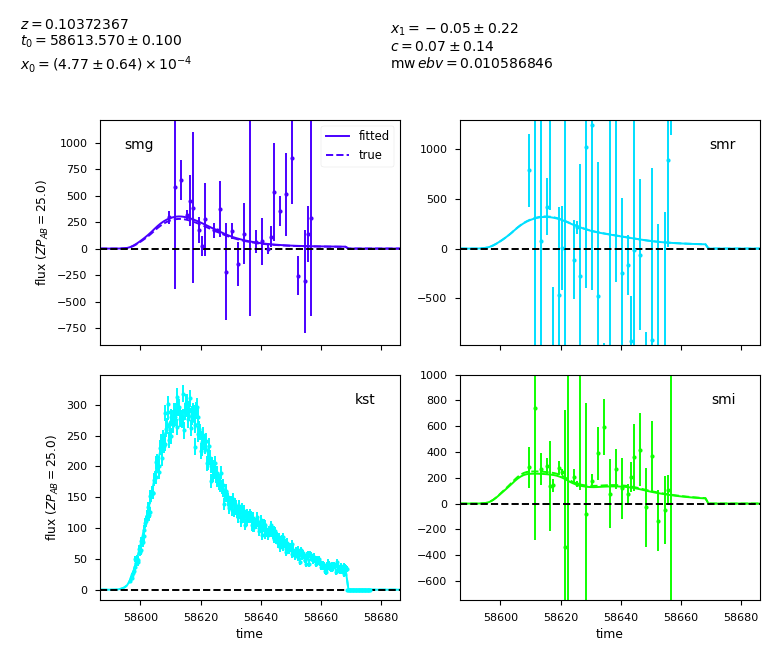 z = 0.10372367
t₀ = 58613.570 ± 0.100
x₀ = (4.77 ± 0.64) × 10⁻⁴
x₁ = −0.05 ± 0.22
c = 0.07 ± 0.14
mw ebv = 0.010586846
smg
fitted
true
1000
750
500
250
0
−250
−500
−750
flux (ZP_AB = 25.0)
smr
1000
500
0
−500
kst
300
250
200
150
100
50
0
flux (ZP_AB = 25.0)
58600 58620 58640 58660 58680
time
smi
1000
800
600
400
200
0
−200
−400
−600
58600 58620 58640 58660 58680
time